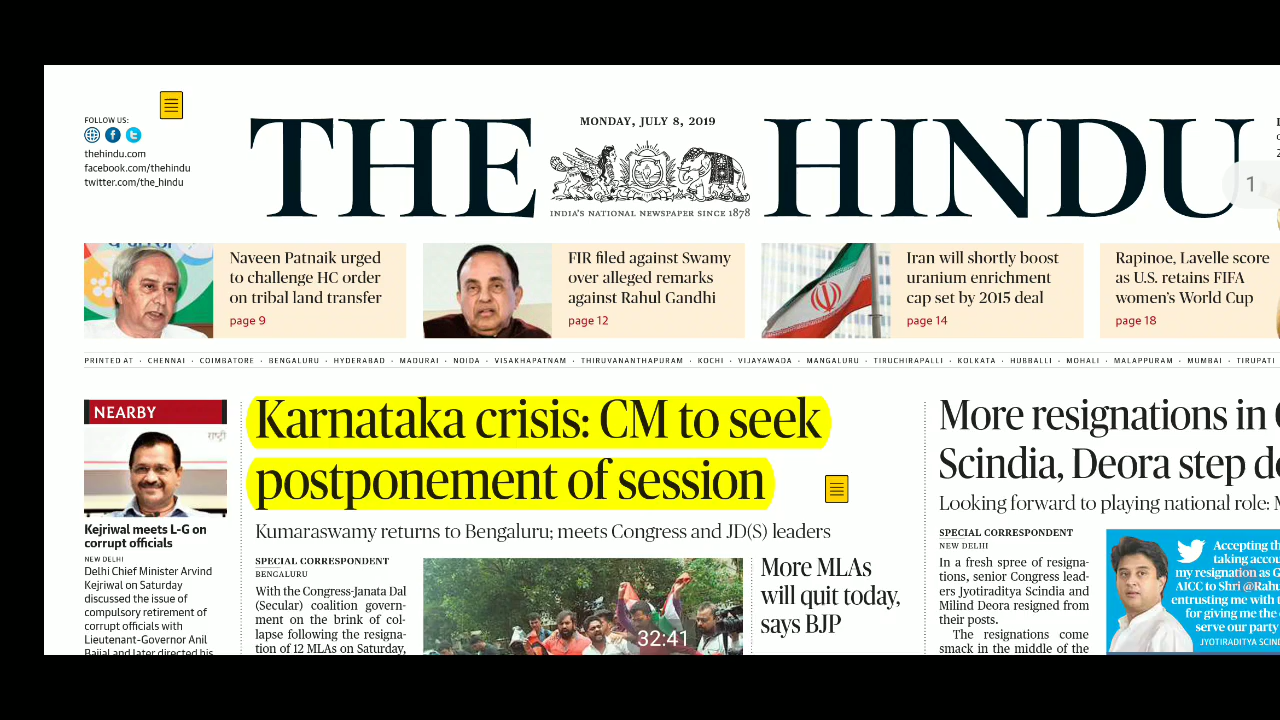 FOLLOW US:
thehindu.com
facebook.com/thehindu
twitter.com/the_hindu
THE HINDU
MONDAY, JULY 8, 2019
INDIA'S NATIONAL NEWSPAPER SINCE 1878
1
Naveen Patnaik urged
to challenge HC order
on tribal land transfer
page 9
FIR filed against Swamy
over alleged remarks
against Rahul Gandhi
page 12
Iran will shortly boost
uranium enrichment
cap set by 2015 deal
page 14
Rapinoe, Lavelle score
as U.S. retains FIFA
women's World Cup
page 18
PRINTED AT · CHENNAI · COIMBATORE · BENGALURU · HYDERABAD · MADURAI · NOIDA · VISAKHAPATNAM · THIRUVANANTHAPURAM · KOCHI · VIJAYAWADA · MANGALURU · TIRUCHIRAPALLI · KOLKATA · HUBBALLI · MOHALI · MALAPPURAM · MUMBAI · TIRUPATI
NEARBY
राष्ट्री
Kejriwal meets L-G on
corrupt officials
NEW DELHI
Delhi Chief Minister Arvind
Kejriwal on Saturday
discussed the issue of
compulsory retirement of
corrupt officials with
Lieutenant-Governor Anil
Baijal and later directed his
Karnataka crisis: CM to seek
postponement of session
Kumaraswamy returns to Bengaluru; meets Congress and JD(S) leaders
SPECIAL CORRESPONDENT
BENGALURU
With the Congress-Janata Dal
(Secular) coalition govern-
ment on the brink of col-
lapse following the resigna-
tion of 12 MLAs on Saturday,
32:41
More MLAs
will quit today,
says BJP
More resignations in
Scindia, Deora step
Looking forward to playing national role:
SPECIAL CORRESPONDENT
NEW DELHI
In a fresh spree of resigna-
tions, senior Congress lead-
ers Jyotiraditya Scindia and
Milind Deora resigned from
their posts.
The resignations come
smack in the middle of the
Accepting th
taking accou
my resignation as G
AICC to Shri @Rahu
entrusting me with t
for giving me the
serve our party
JYOTIRADITYA SCIND